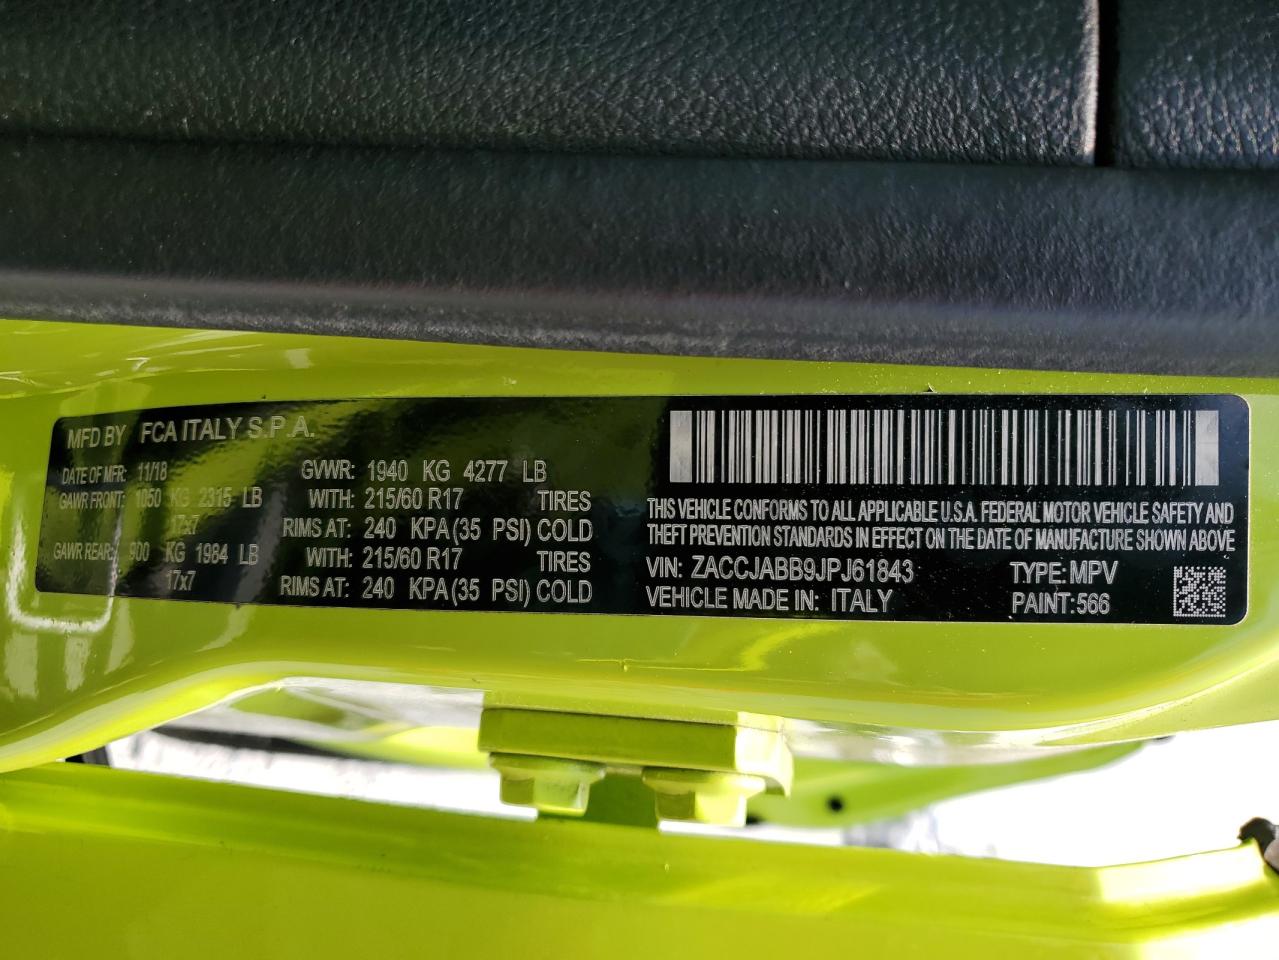 MFD BY FCA ITALY S.P.A.
DATE OF MFR: 11/18 GVWR: 1940 KG 4277 LB
GAWR FRONT: 1050 KG 2315 LB WITH: 215/60 R17 TIRES
17x7 RIMS AT: 240 KPA (35 PSI) COLD
GAWR REAR: 900 KG 1984 LB WITH: 215/60 R17 TIRES
17x7 RIMS AT: 240 KPA (35 PSI) COLD
THIS VEHICLE CONFORMS TO ALL APPLICABLE U.S.A. FEDERAL MOTOR VEHICLE SAFETY AND
THEFT PREVENTION STANDARDS IN EFFECT ON THE DATE OF MANUFACTURE SHOWN ABOVE
VIN: ZACCJABB9JPJ61843 TYPE: MPV
VEHICLE MADE IN: ITALY PAINT: 566